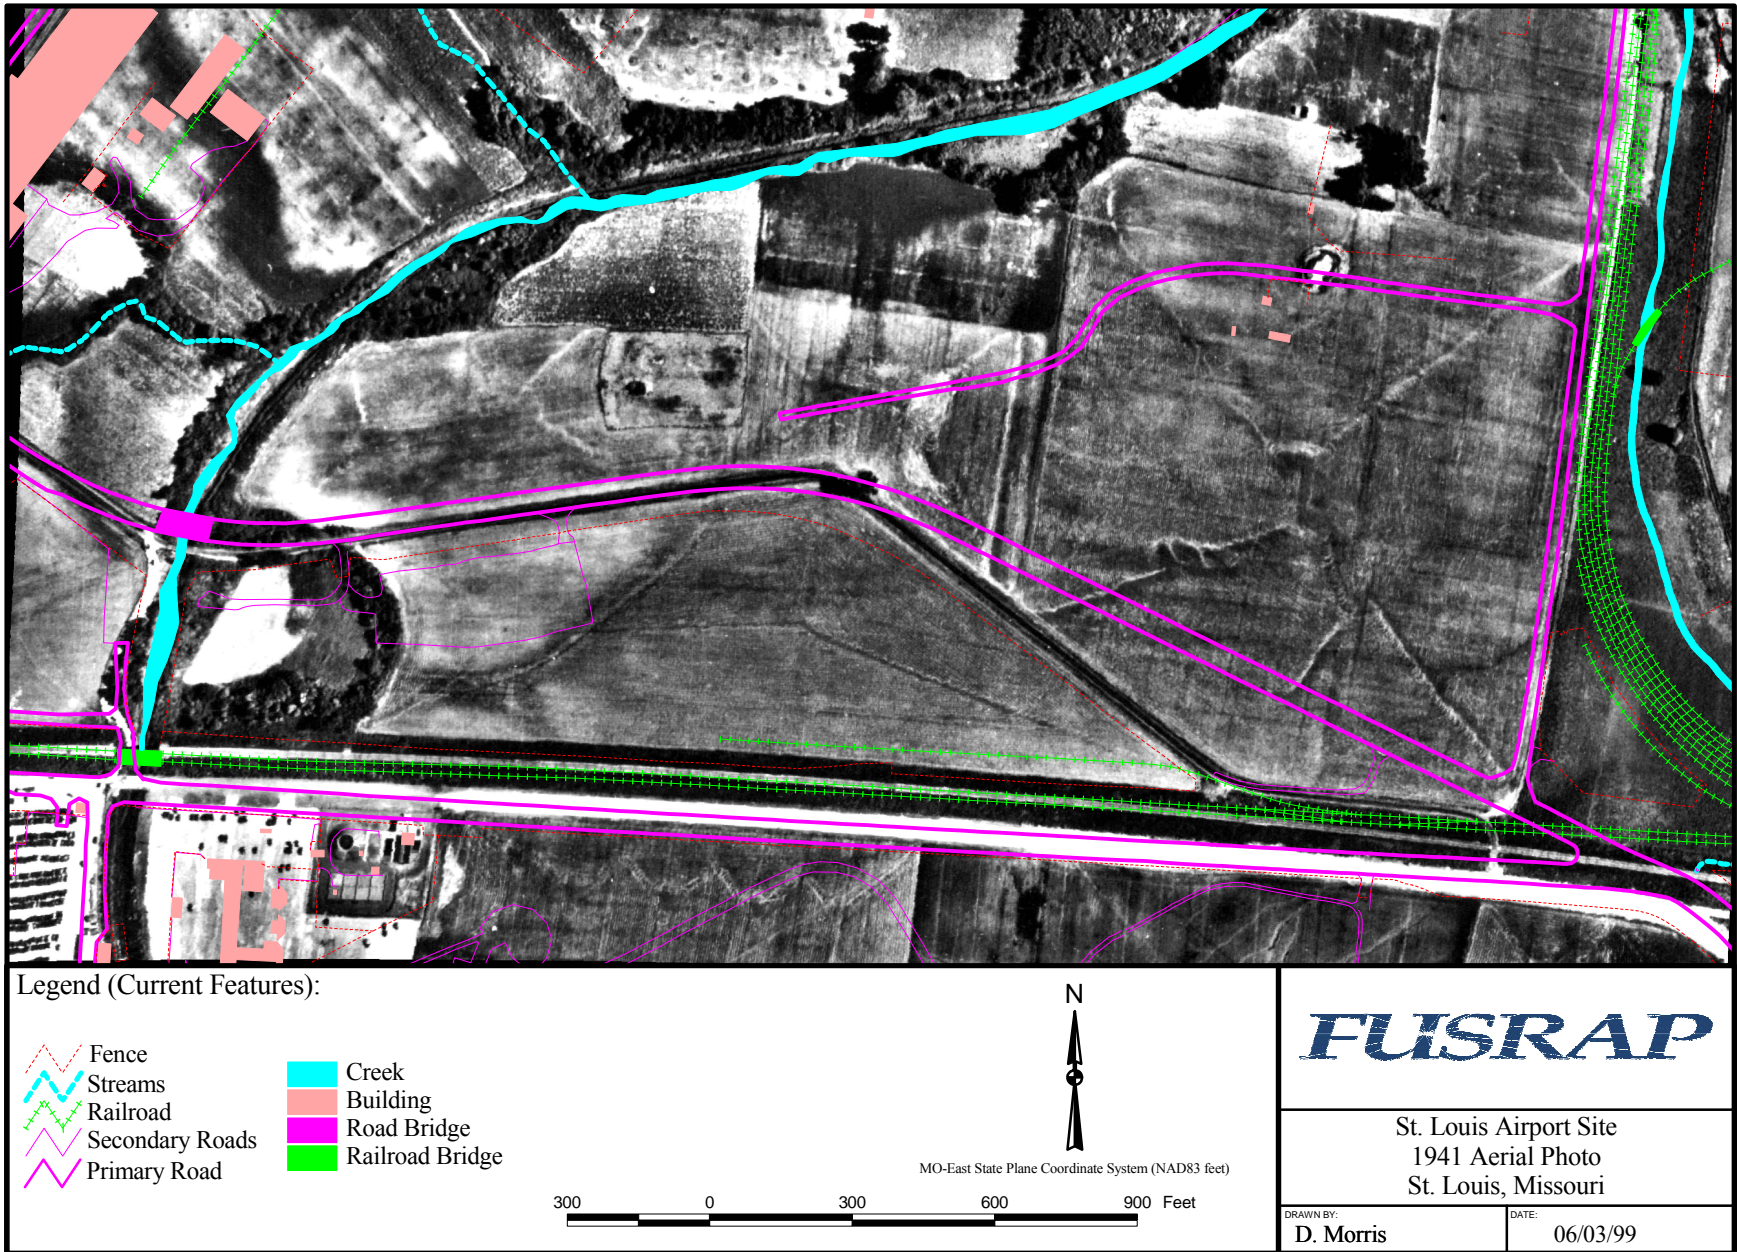 Legend (Current Features):
Fence
Streams
Railroad
Secondary Roads
Primary Road
Creek
Building
Road Bridge
Railroad Bridge
N
MO-East State Plane Coordinate System (NAD83 feet)
300 0 300 600 900 Feet
FUSRAP
St. Louis Airport Site
1941 Aerial Photo
St. Louis, Missouri
DRAWN BY:
D. Morris
DATE:
06/03/99